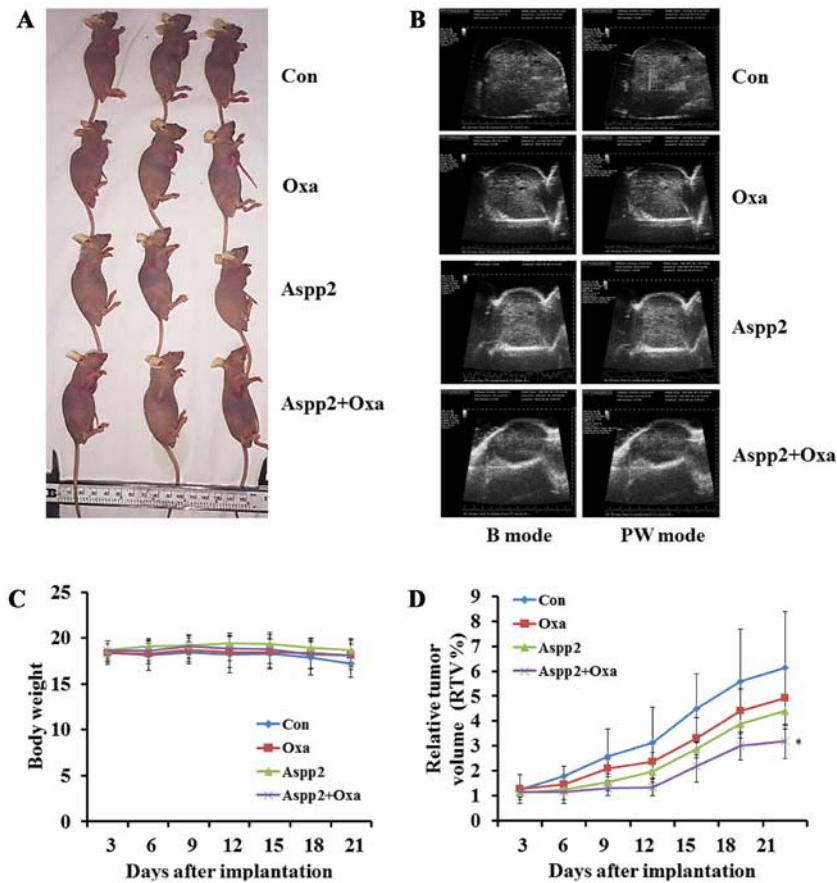 A
Con
Oxa
Aspp2
Aspp2+Oxa
B
Con
Oxa
Aspp2
Aspp2+Oxa
B mode
PW mode
C
Body weight
25
20
15
10
5
0
Con
Oxa
Aspp2
Aspp2+Oxa
3 6 9 12 15 18 21
Days after implantation
D
Relative tumor
volume (RTV %)
9
8
7
6
5
4
3
2
1
0
Con
Oxa
Aspp2
Aspp2+Oxa
*
3 6 9 12 15 18 21
Days after implantation